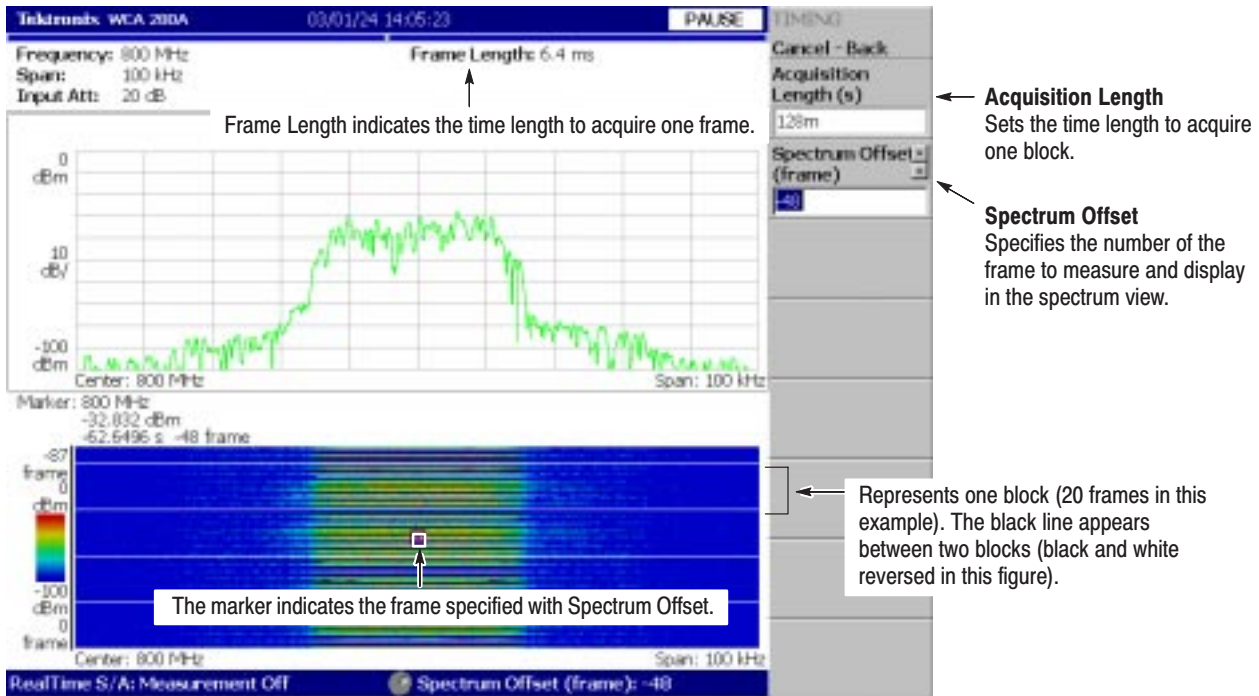 Tektronix WCA 200A 03/01/24 14:05:23 PAUSE
Frequency: 800 MHz
Span: 100 kHz
Input Att: 20 dB
Frame Length: 6.4 ms
Frame Length indicates the time length to acquire one frame.
TIMING
Cancel - Back
Acquisition
Length (s)
128m
Spectrum Offset
(frame)
-48
Acquisition Length
Sets the time length to acquire
one block.
Spectrum Offset
Specifies the number of the
frame to measure and display
in the spectrum view.
0
dBm
10
dB/
-100
dBm
Center: 800 MHz Span: 100 kHz
Marker: 800 MHz
-32.832 dBm
-62.6496 s -48 frame
-87
frame
0
dBm
-100
dBm
0
frame
Center: 800 MHz Span: 100 kHz
The marker indicates the frame specified with Spectrum Offset.
Represents one block (20 frames in this
example). The black line appears
between two blocks (black and white
reversed in this figure).
RealTime S/A: Measurement Off Spectrum Offset (frame): -48